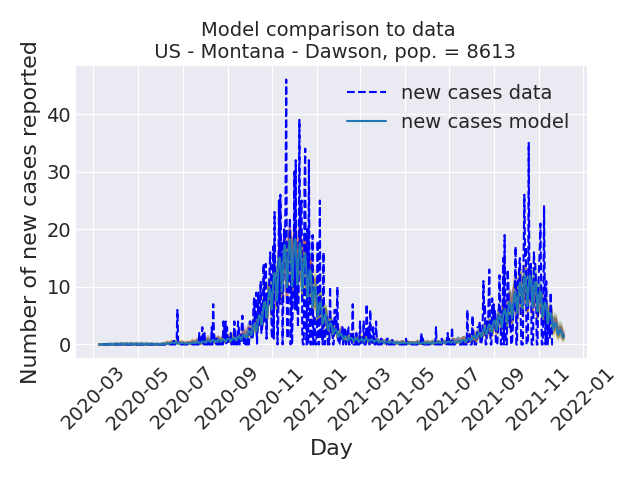 Model comparison to data
US - Montana - Dawson, pop. = 8613
Number of new cases reported
40
30
20
10
0
new cases data
new cases model
2020-03
2020-05
2020-07
2020-09
2020-11
2021-01
2021-03
2021-05
2021-07
2021-09
2021-11
2022-01
Day